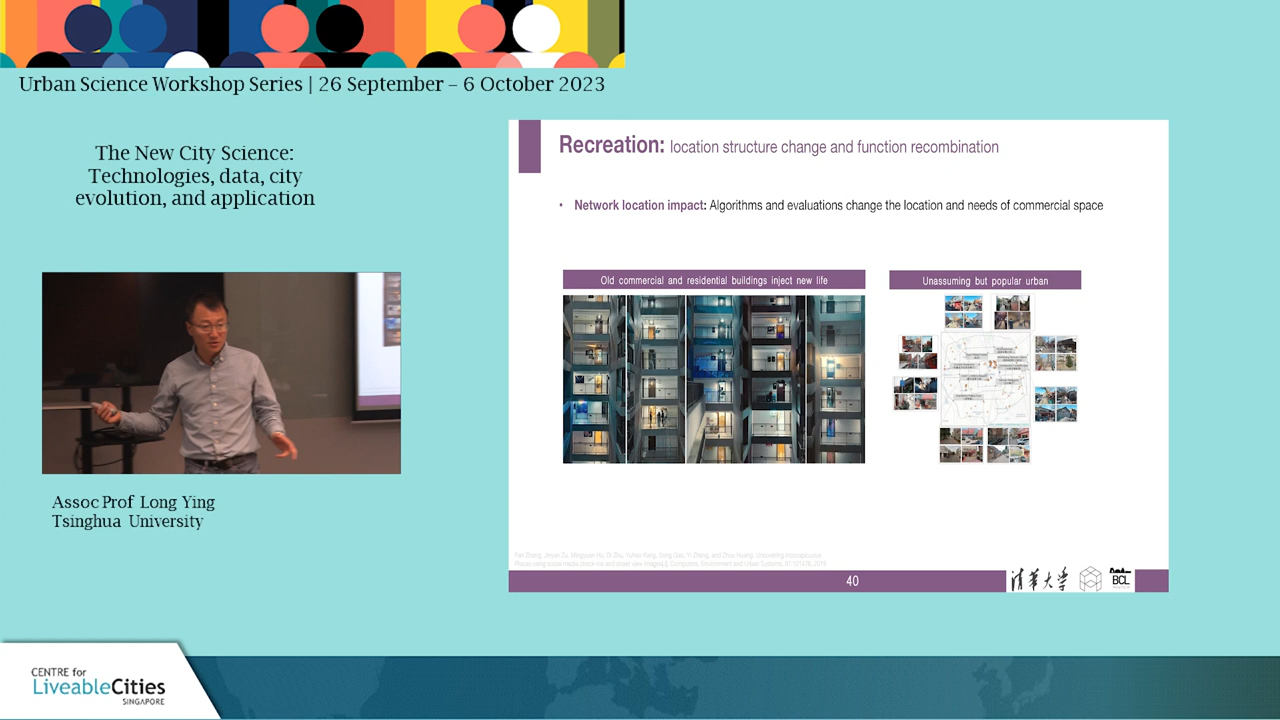 Urban Science Workshop Series | 26 September – 6 October 2023
The New City Science:
Technologies, data, city
evolution, and application
Assoc Prof Long Ying
Tsinghua University
Recreation: location structure change and function recombination
• Network location impact: Algorithms and evaluations change the location and needs of commercial space
Old commercial and residential buildings inject new life
Unassuming but popular urban
40
清華大学
BCL
CENTRE for
LiveableCities
SINGAPORE